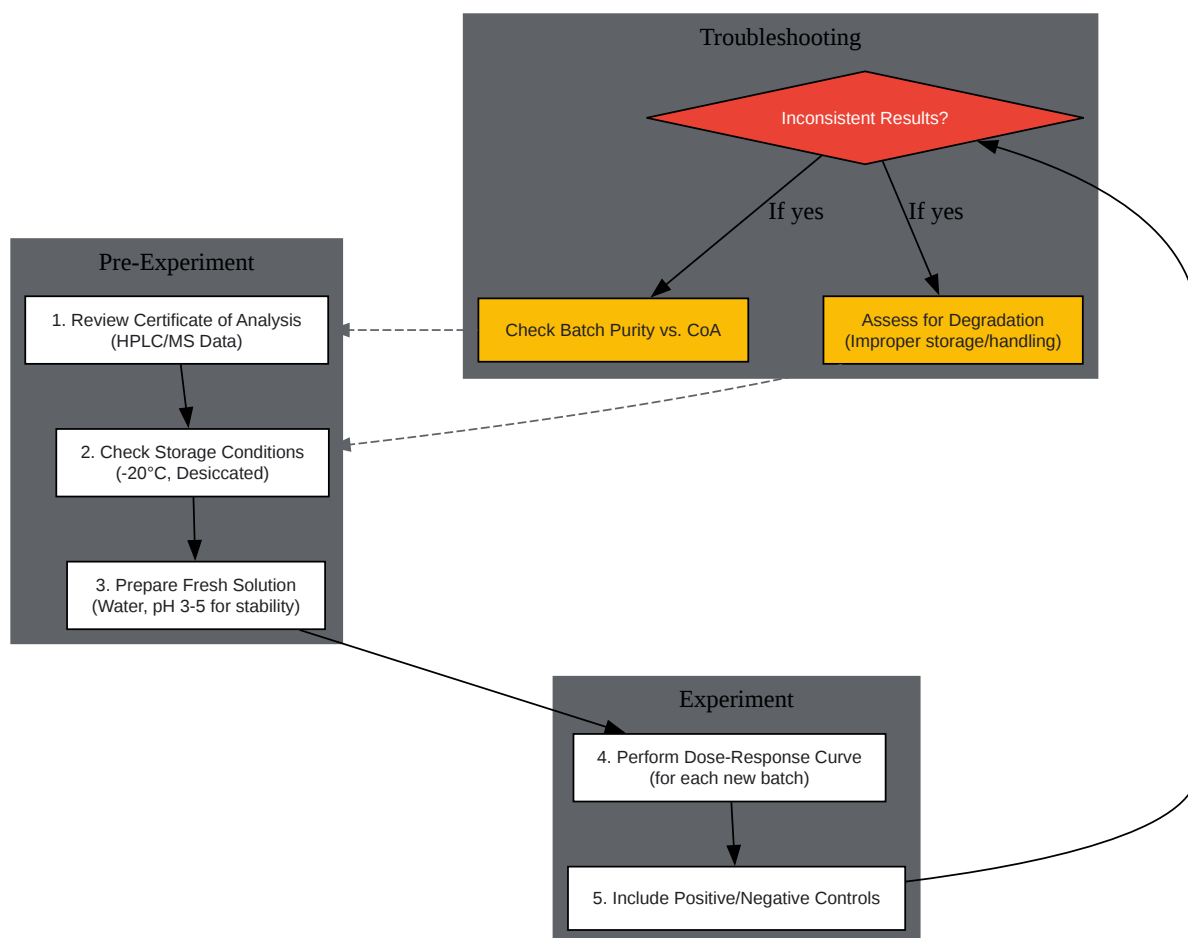 Troubleshooting
Inconsistent Results?
If yes
If yes
Check Batch Purity vs. CoA
Assess for Degradation
(Improper storage/handling)
Pre-Experiment
1. Review Certificate of Analysis
(HPLC/MS Data)
2. Check Storage Conditions
(-20°C, Desiccated)
3. Prepare Fresh Solution
(Water, pH 3-5 for stability)
Experiment
4. Perform Dose-Response Curve
(for each new batch)
5. Include Positive/Negative Controls